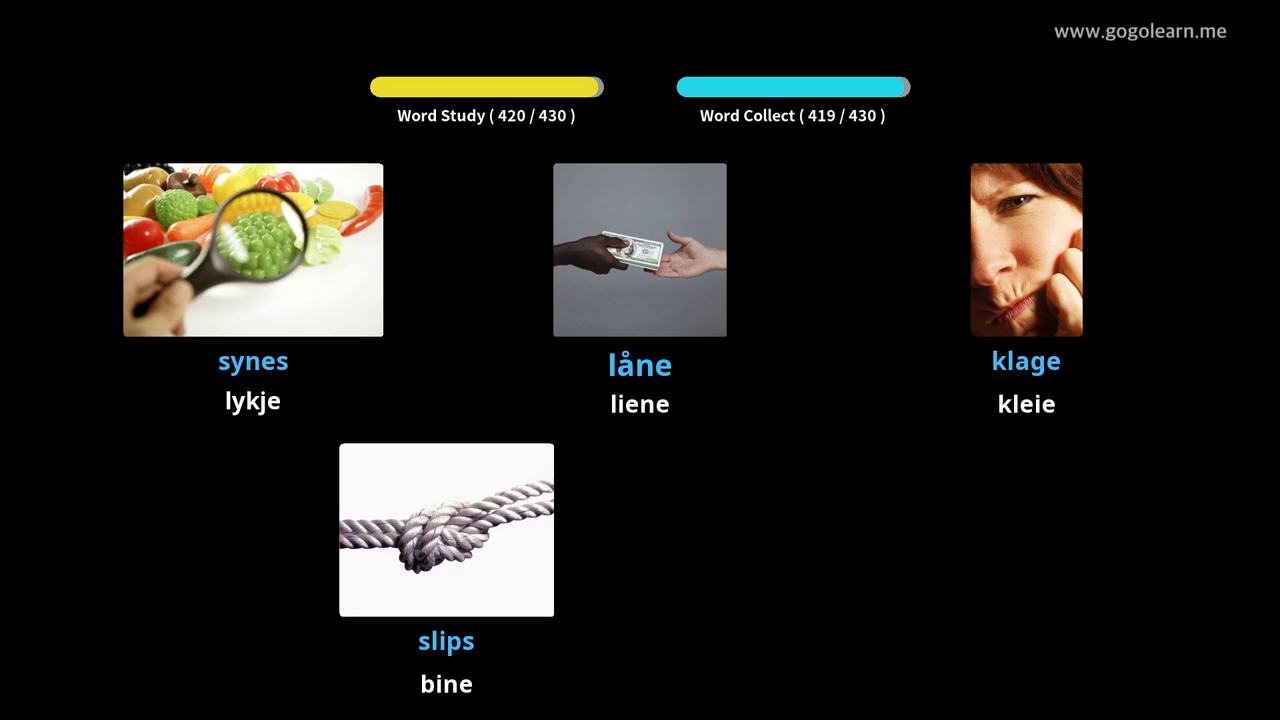 www.gogolearn.me
Word Study ( 420 / 430 )
Word Collect ( 419 / 430 )
synes
lykje
låne
liene
klage
kleie
slips
bine